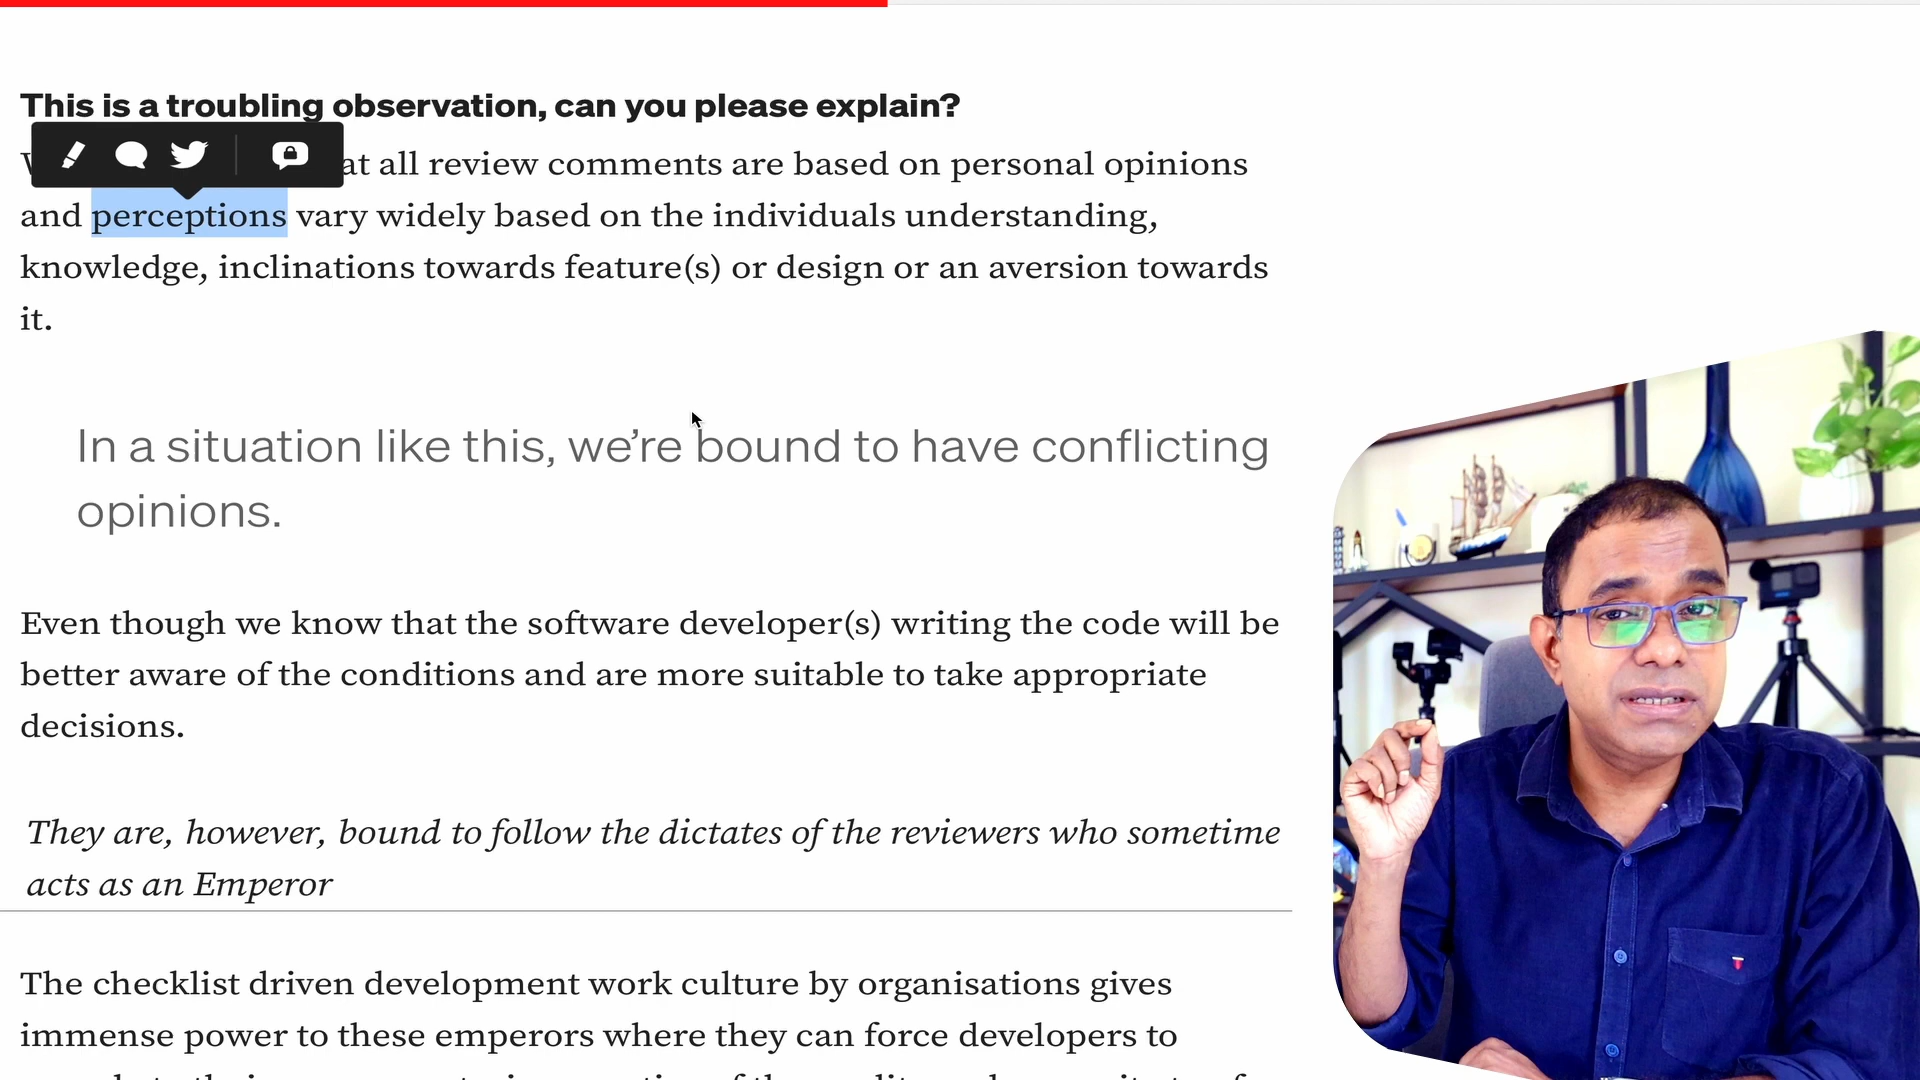 This is a troubling observation, can you please explain?
at all review comments are based on personal opinions
and perceptions vary widely based on the individuals understanding,
knowledge, inclinations towards feature(s) or design or an aversion towards
it.
In a situation like this, we’re bound to have conflicting
opinions.
Even though we know that the software developer(s) writing the code will be
better aware of the conditions and are more suitable to take appropriate
decisions.
They are, however, bound to follow the dictates of the reviewers who sometime
acts as an Emperor
The checklist driven development work culture by organisations gives
immense power to these emperors where they can force developers to